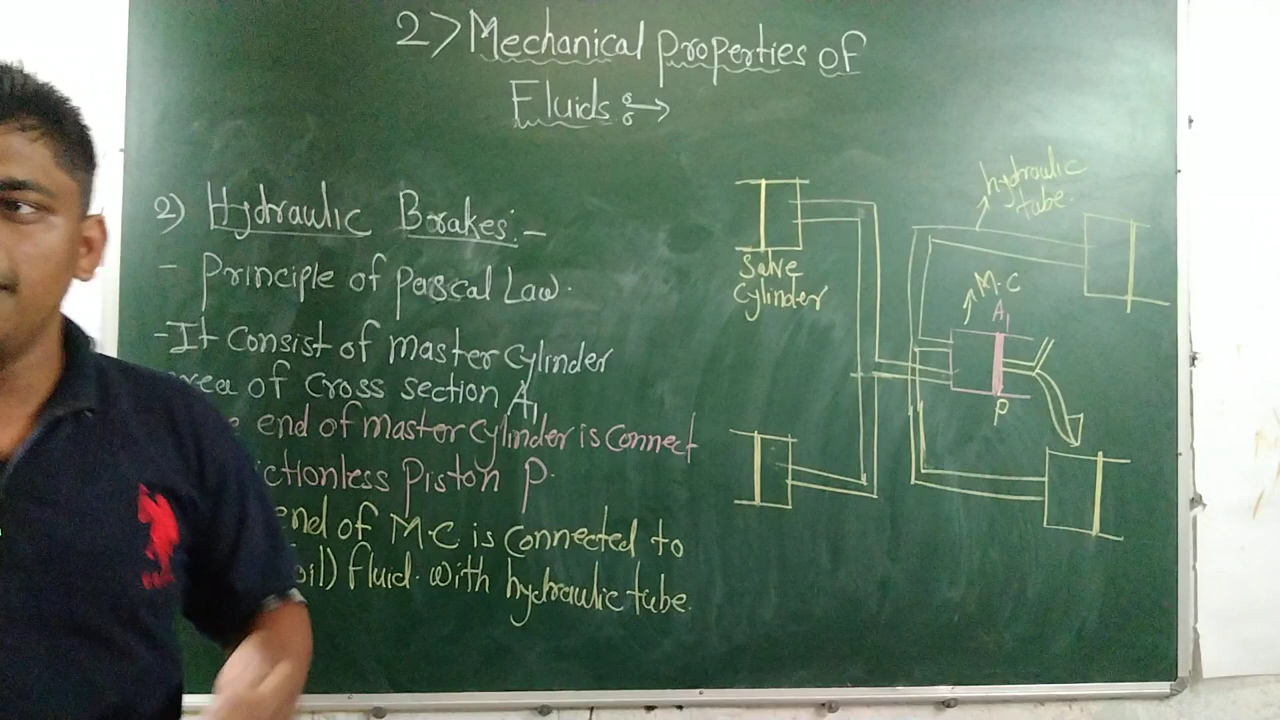 2> Mechanical properties of
Fluids :→
2) Hydraulic Brakes:-
- Principle of pascal Law.
- It consist of master cylinder
area of cross section A1
end of master cylinder is connect
Piston P.
end of M.C is connected to
oil) fluid. with hydraulic tube.
Salve
Cylinder
hydraulic
tube.
M.C
A1
P